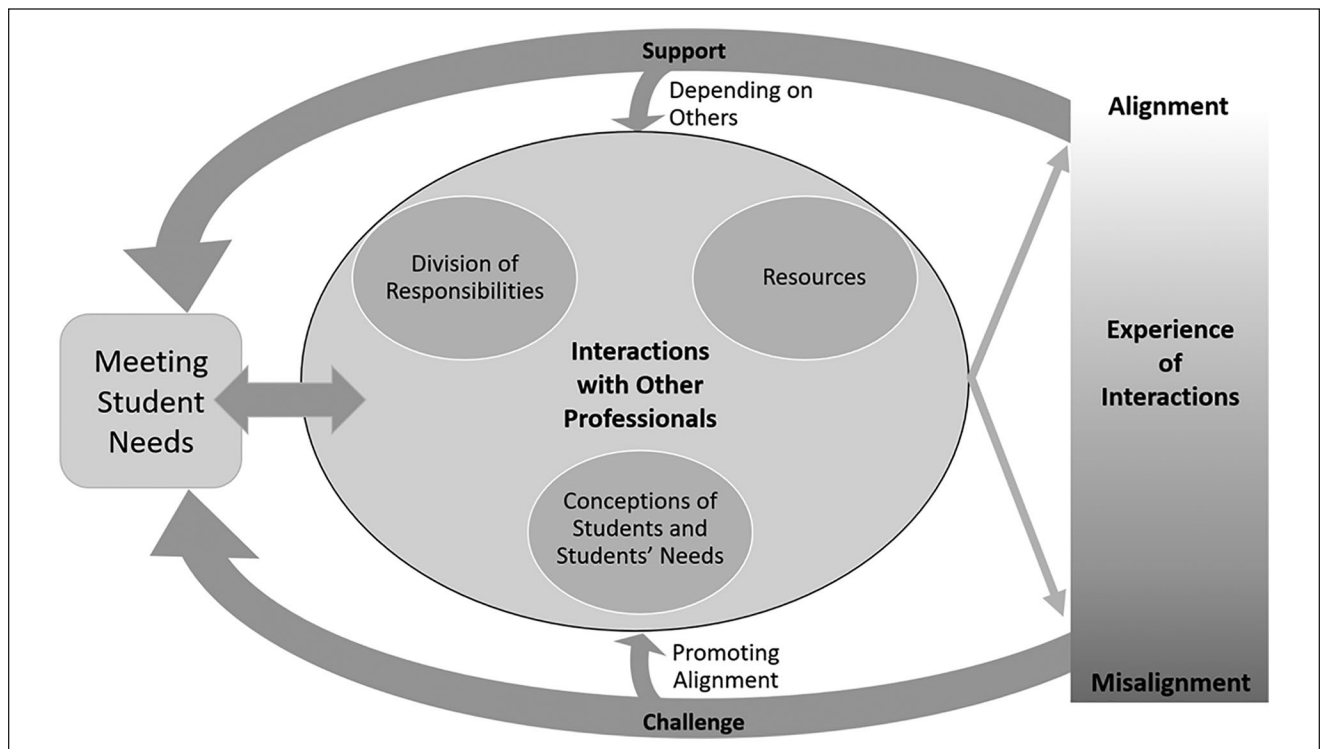 Support
Depending on
Others
Alignment
Division of
Responsibilities
Resources
Interactions
with Other
Professionals
Experience
of
Interactions
Meeting
Student
Needs
Conceptions of
Students and
Students’ Needs
Promoting
Alignment
Misalignment
Challenge